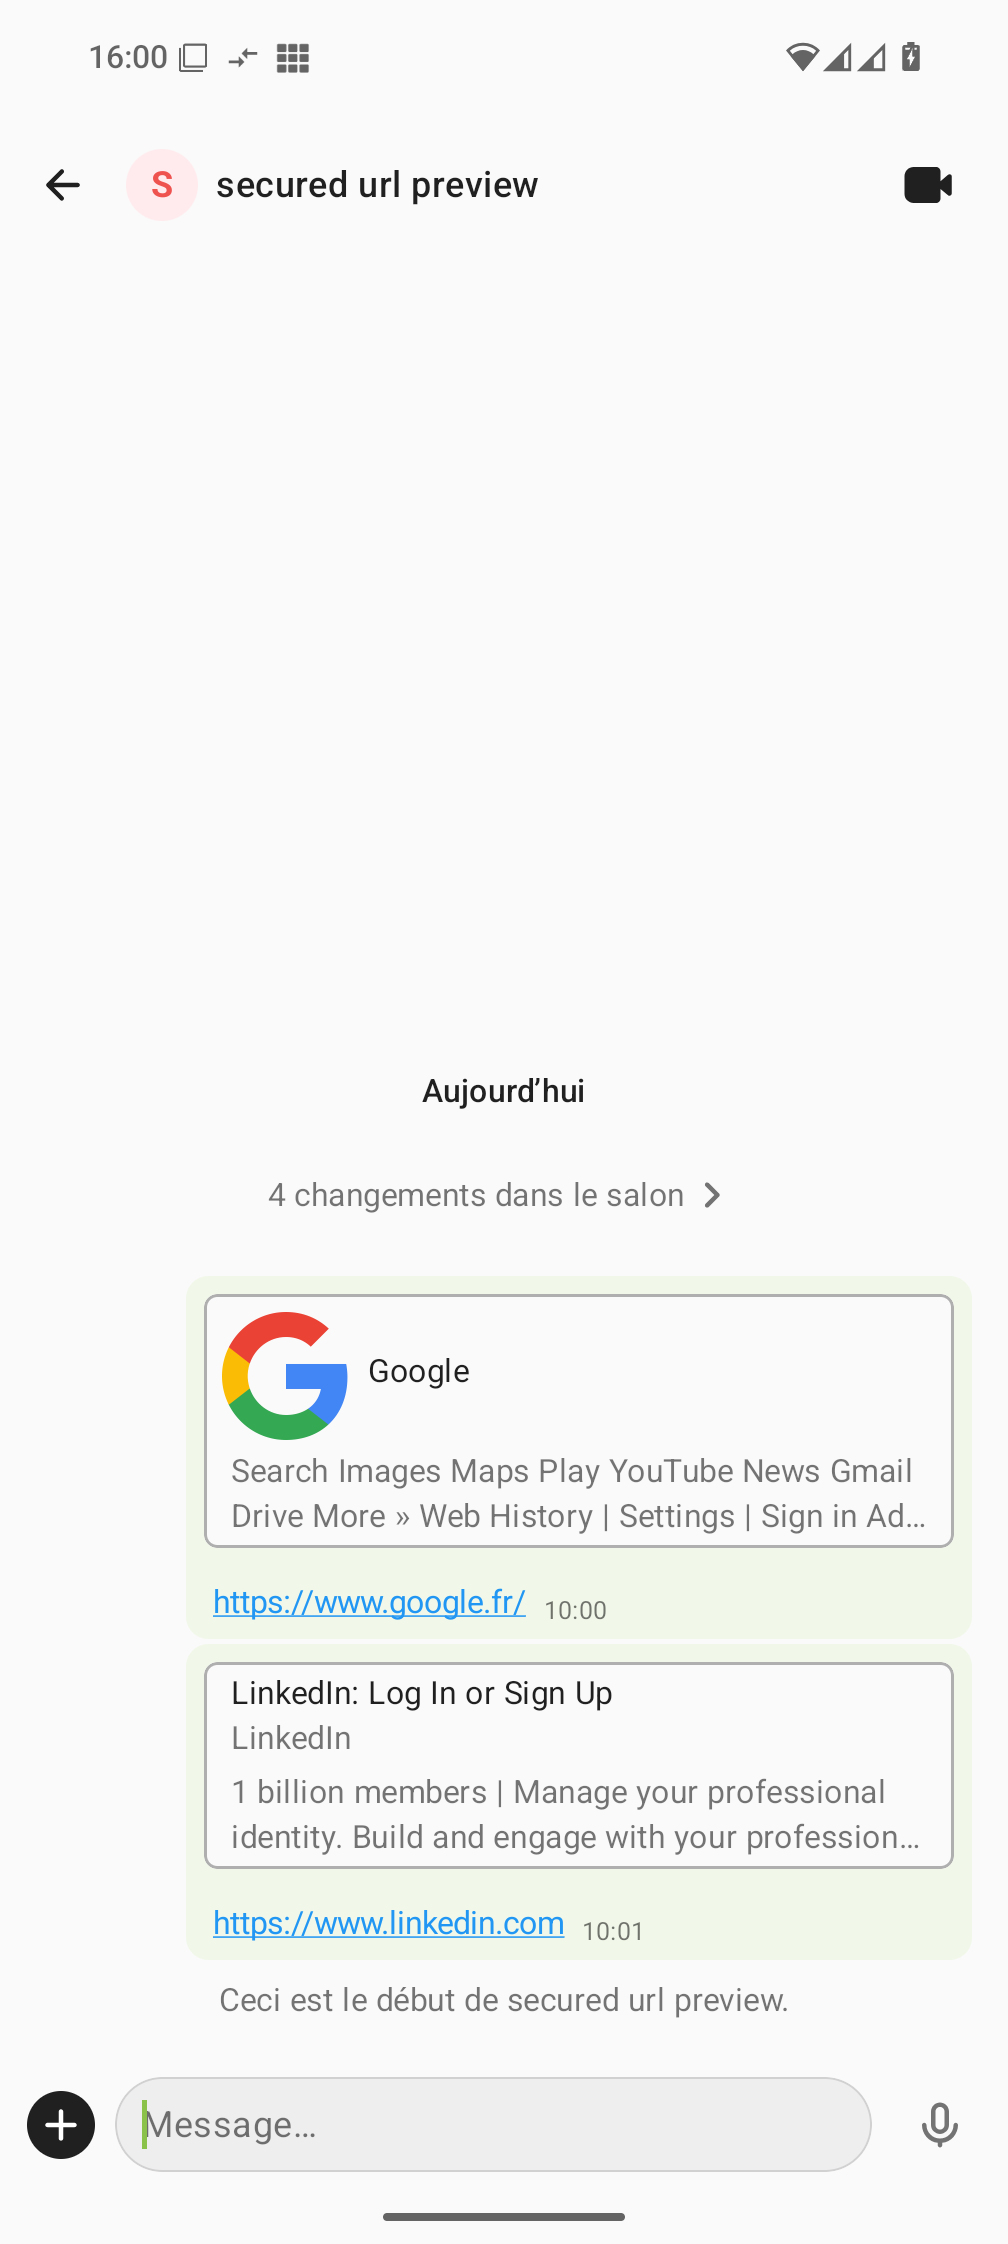 16:00
S
secured url preview
Aujourd’hui
4 changements dans le salon
Google
Search Images Maps Play YouTube News Gmail
Drive More » Web History | Settings | Sign in Ad…
https://www.google.fr/ 10:00
LinkedIn: Log In or Sign Up
LinkedIn
1 billion members | Manage your professional
identity. Build and engage with your profession…
https://www.linkedin.com 10:01
Ceci est le début de secured url preview.
Message…